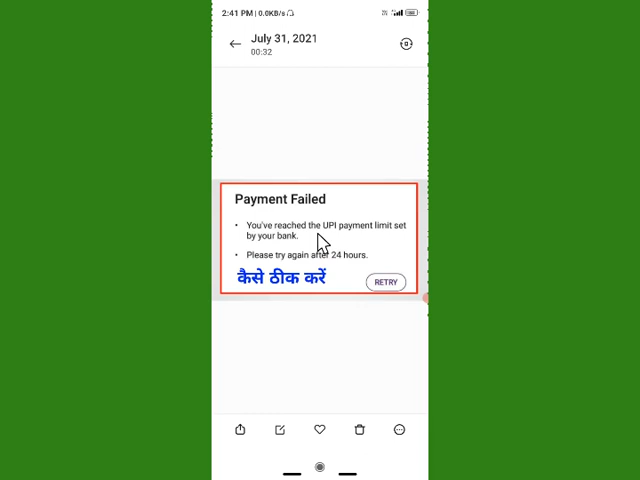 2:41 PM | 0.0KB/s
July 31, 2021
00:32
Payment Failed
• You've reached the UPI payment limit set
by your bank.
• Please try again after 24 hours.
कैसे ठीक करें
RETRY